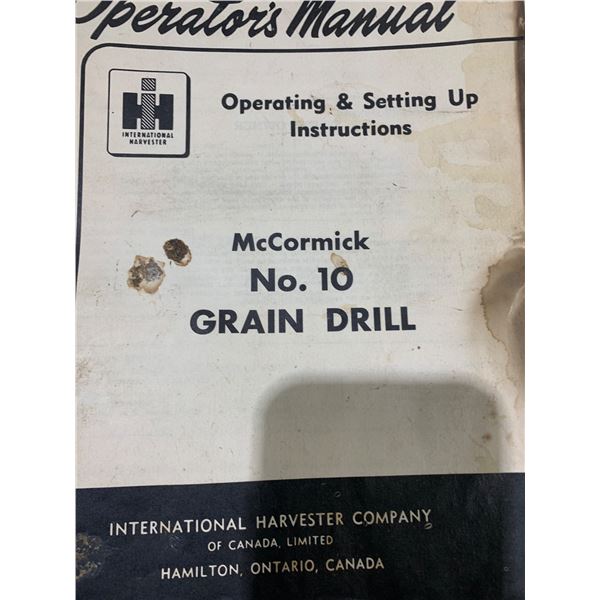 Operator's Manual
IH
INTERNATIONAL
HARVESTER
Operating & Setting Up
Instructions
McCormick
No. 10
GRAIN DRILL
INTERNATIONAL HARVESTER COMPANY
OF CANADA, LIMITED
HAMILTON, ONTARIO, CANADA